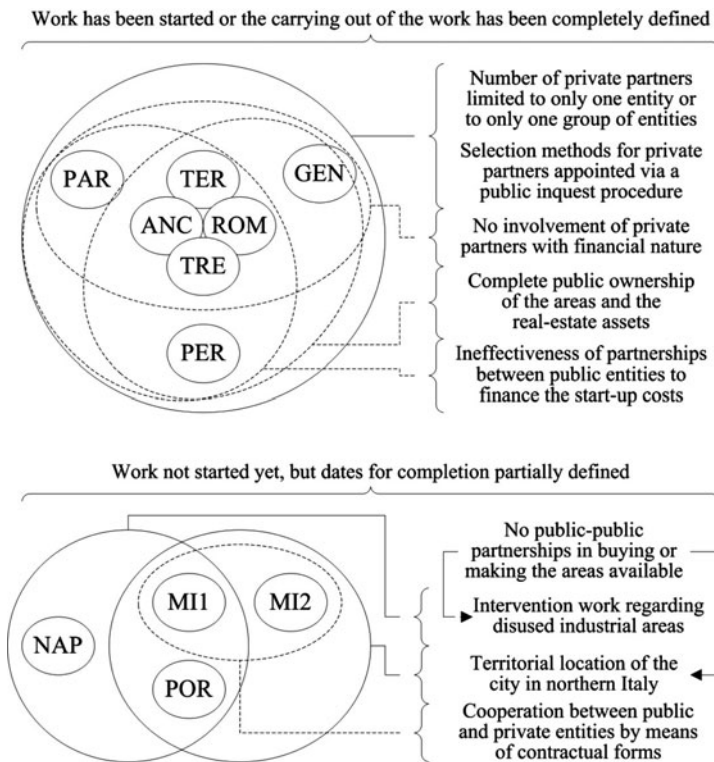 Work has been started or the carrying out of the work has been completely defined
Number of private partners
limited to only one entity or
to only one group of entities
Selection methods for private
partners appointed via a
public inquest procedure
No involvement of private
partners with financial nature
Complete public ownership
of the areas and the
real-estate assets
Ineffectiveness of partnerships
between public entities to
finance the start-up costs
PAR
TER
GEN
ANC
ROM
TRE
PER
Work not started yet, but dates for completion partially defined
No public-public
partnerships in buying or
making the areas available
Intervention work regarding
disused industrial areas
Territorial location of the
city in northern Italy
Cooperation between public
and private entities by means
of contractual forms
MI1
MI2
NAP
POR